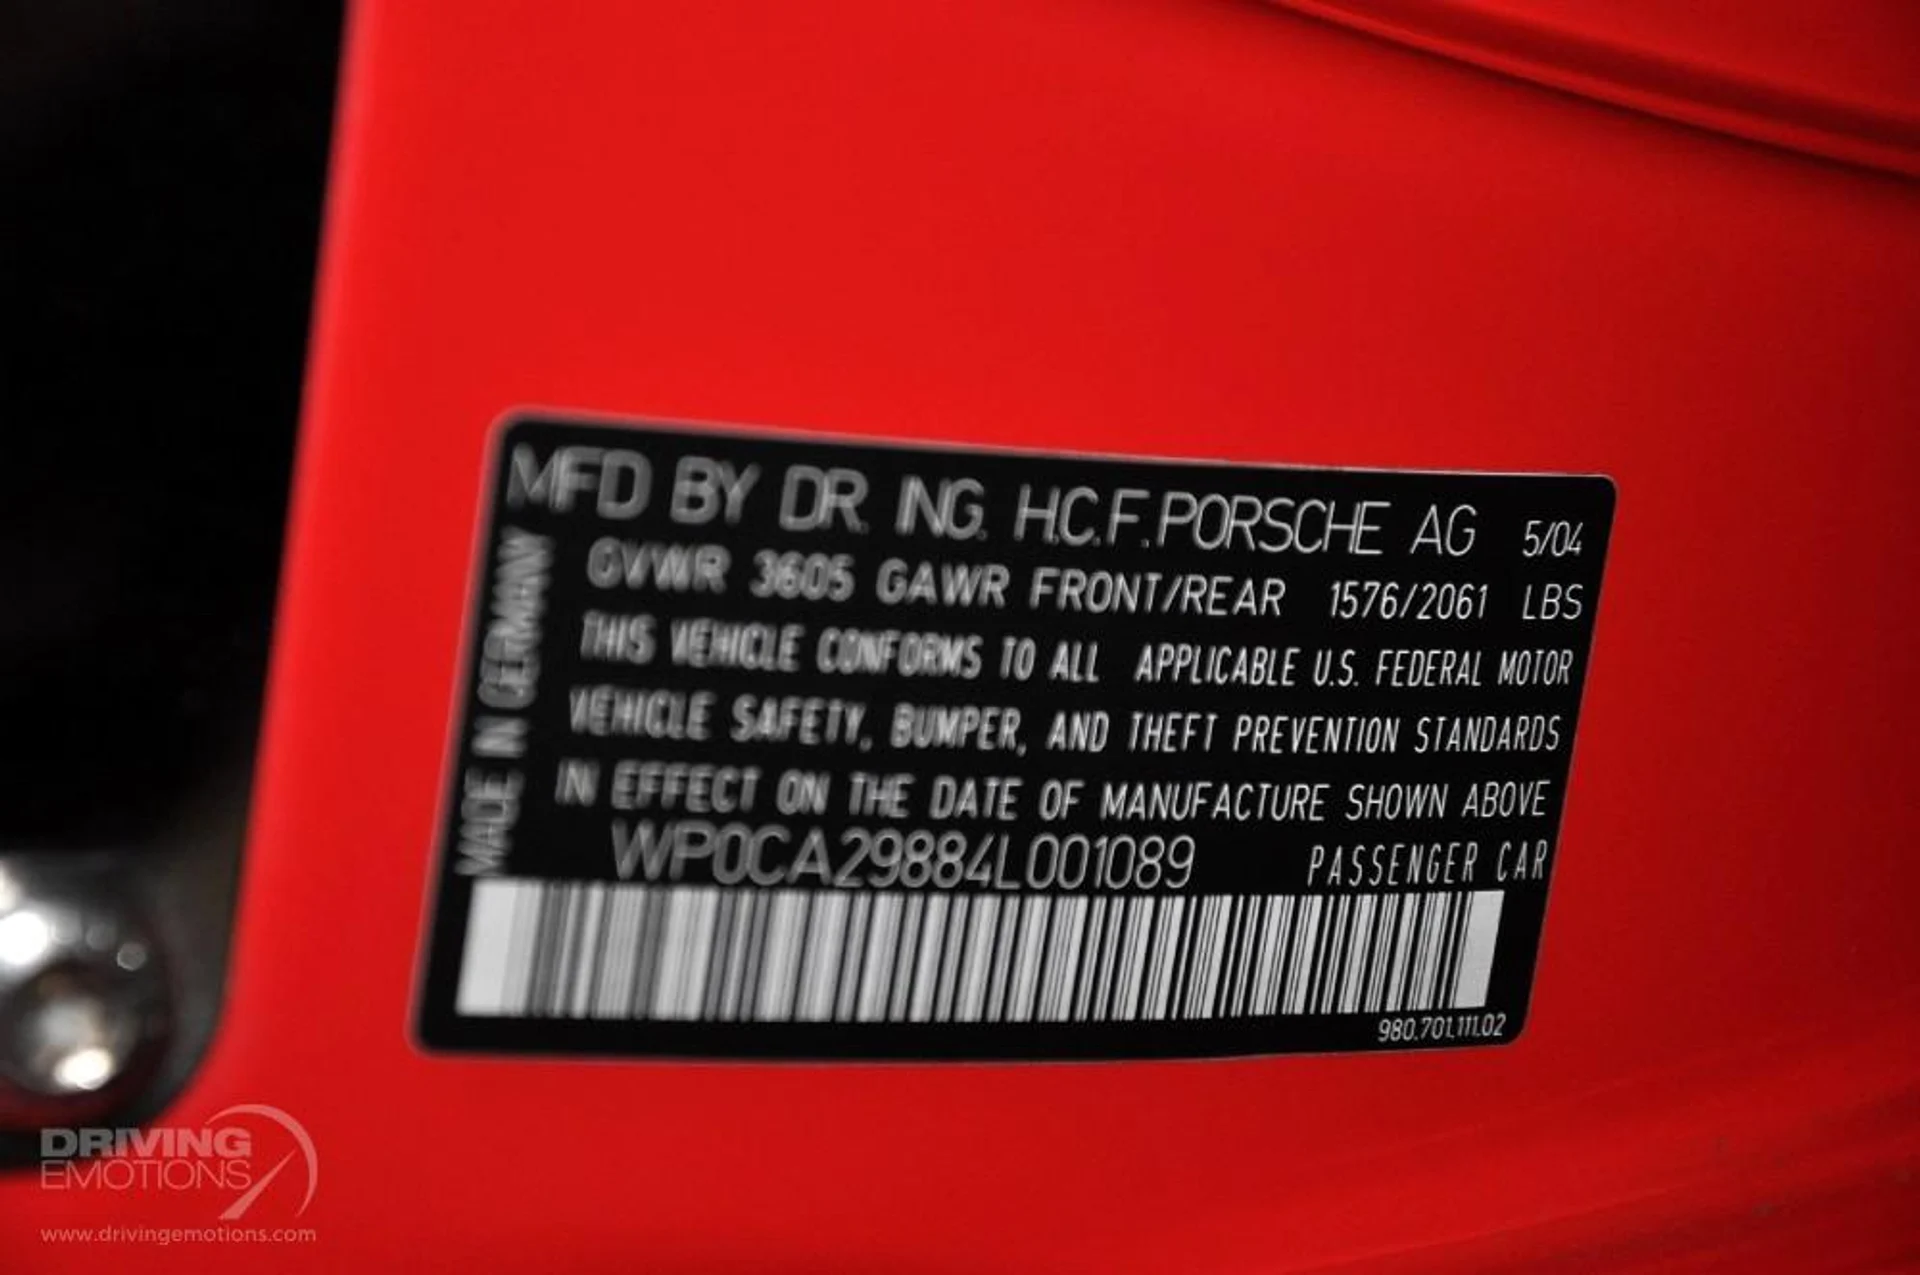 MFD BY DR. ING. H.C.F. PORSCHE AG 5/04
GVWR 3605 GAWR FRONT/REAR 1576/2061 LBS
THIS VEHICLE CONFORMS TO ALL APPLICABLE U.S. FEDERAL MOTOR
VEHICLE SAFETY, BUMPER, AND THEFT PREVENTION STANDARDS
IN EFFECT ON THE DATE OF MANUFACTURE SHOWN ABOVE
WP0CA29884L001089 PASSENGER CAR
MADE IN GERMANY
980.701.111.02
DRIVING
EMOTIONS
www.drivingemotions.com